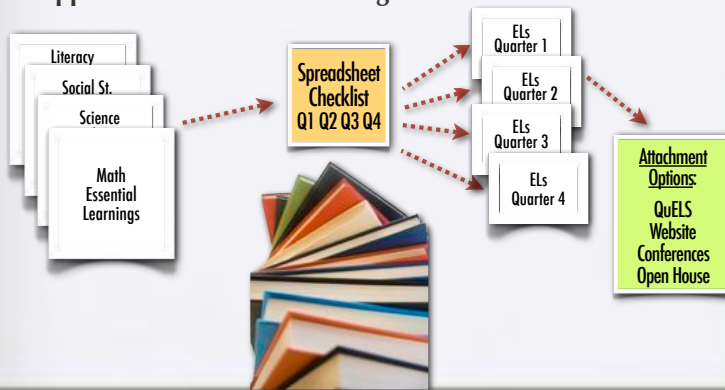 Literacy
Social St.
Science
Math
Essential
Learnings
Spreadsheet
Checklist
Q1 Q2 Q3 Q4
ELs
Quarter 1
ELs
Quarter 2
ELs
Quarter 3
ELs
Quarter 4
Attachment
Options:
QuELS
Website
Conferences
Open House